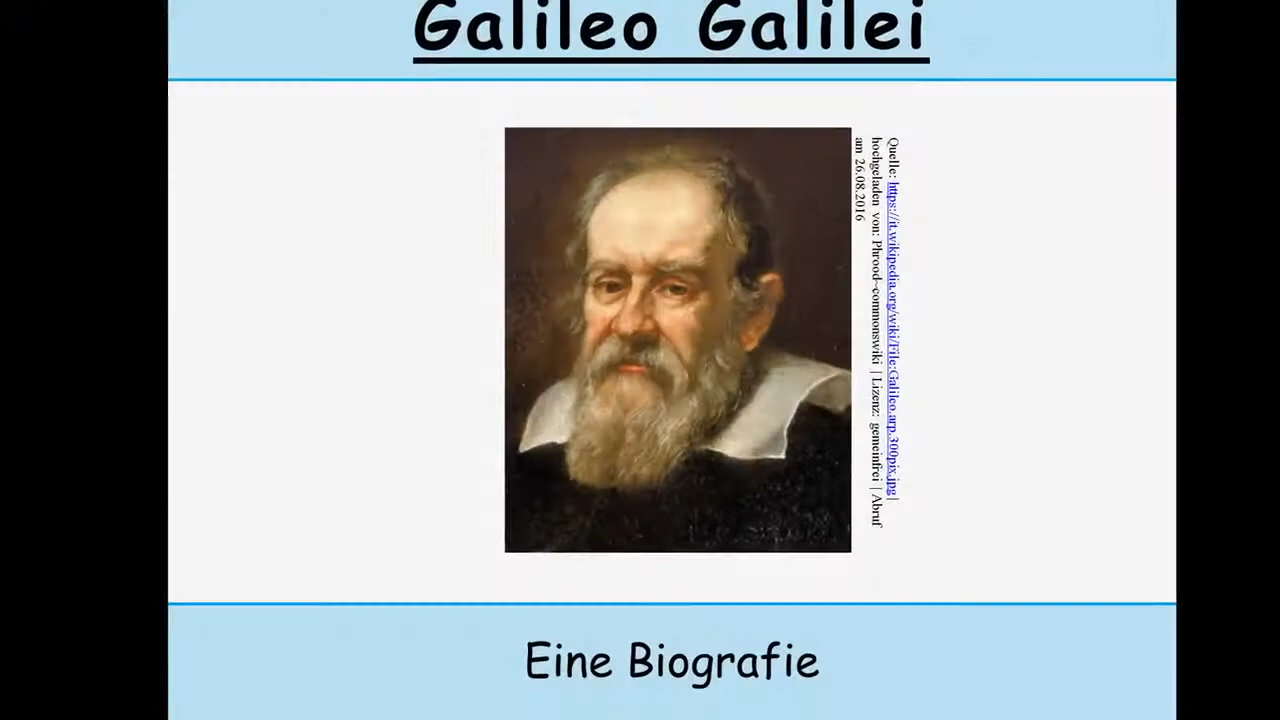 Galileo Galilei
Quelle: https://it.wikipedia.org/wiki/File:Galileo.arp.300pix.jpg |
hochgeladen von: Phrood~commonswiki | Lizenz: gemeinfrei | Abruf
am 26.08.2016
Eine Biografie